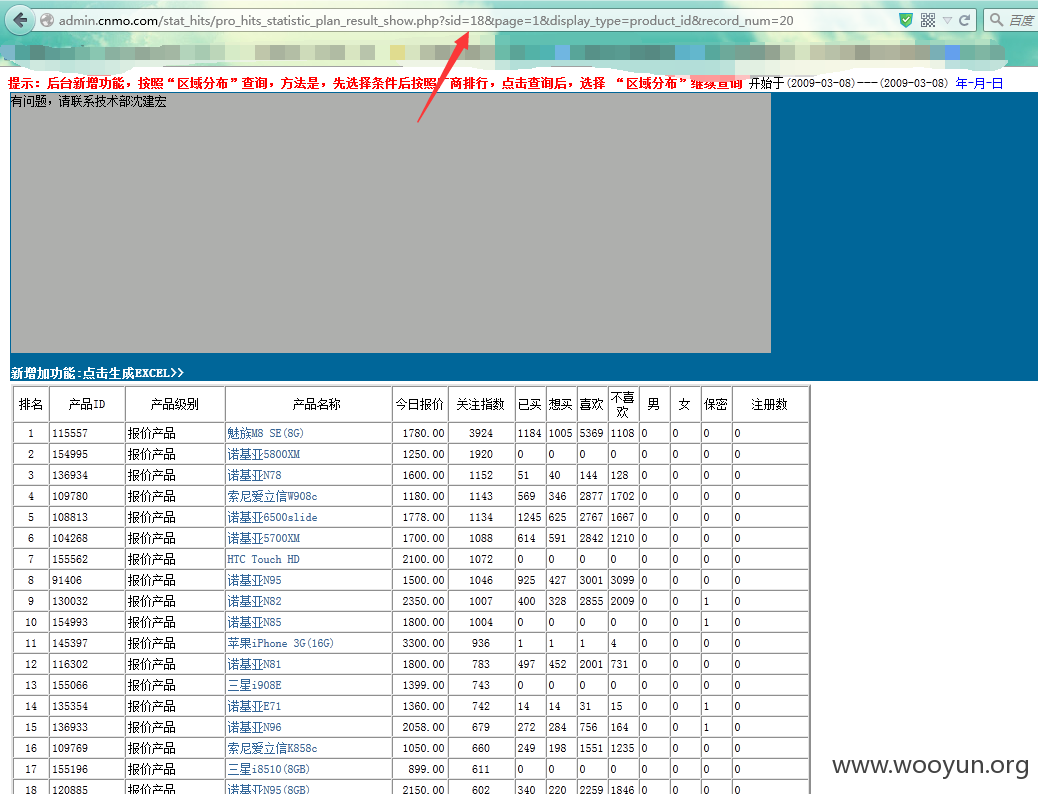 admin.cnmo.com/stat_hits/pro_hits_statistic_plan_result_show.php?sid=18&page=1&display_type=product_id&record_num=20 百度
提示：后台新增功能，按照“区域分布”查询，方法是，先选择条件后按照 商排行，点击查询后，选择 “区域分布”继续查询 开始于(2009-03-08)---(2009-03-08) 年-月-日
有问题，请联系技术部沈建宏
新增加功能:点击生成EXCEL>>
排名 产品ID 产品级别 产品名称 今日报价 关注指数 已买 想买 喜欢 不喜欢 男 女 保密 注册数
1 115557 报价产品 魅族M8 SE(8G) 1780.00 3924 1184 1005 5369 1108 0 0 0 0
2 154995 报价产品 诺基亚5800XM 1250.00 1920 0 0 0 0 0 0 0 0
3 136934 报价产品 诺基亚N78 1600.00 1152 51 40 144 128 0 0 0 0
4 109780 报价产品 索尼爱立信W908c 1180.00 1143 569 346 2877 1702 0 0 0 0
5 108813 报价产品 诺基亚6500slide 1778.00 1134 1245 625 2767 1667 0 0 0 0
6 104268 报价产品 诺基亚5700XM 1700.00 1088 614 591 2842 1210 0 0 0 0
7 155562 报价产品 HTC Touch HD 2100.00 1072 0 0 0 0 0 0 0 0
8 91406 报价产品 诺基亚N95 1500.00 1046 925 427 3001 3099 0 0 0 0
9 130032 报价产品 诺基亚N82 2350.00 1007 400 328 2855 2009 0 0 1 0
10 154993 报价产品 诺基亚N85 1800.00 1004 0 0 0 0 0 0 1 0
11 145397 报价产品 苹果iPhone 3G(16G) 3300.00 936 1 1 1 4 0 0 0 0
12 116302 报价产品 诺基亚N81 1800.00 783 497 452 2001 731 0 0 0 0
13 155066 报价产品 三星i908E 1399.00 743 0 0 0 0 0 0 0 0
14 135354 报价产品 诺基亚E71 1360.00 742 14 14 31 15 0 0 1 0
15 136933 报价产品 诺基亚N96 2058.00 679 272 284 756 164 0 0 1 0
16 109769 报价产品 索尼爱立信K858c 1050.00 660 249 198 1551 1235 0 0 0 0
17 155196 报价产品 三星i8510(8GB) 899.00 611 0 0 0 0 0 0 0 0
18 120885 报价产品 诺基亚N95(8GB) 2150.00 602 340 220 2259 1846 0 0 0 0
www.wooyun.org